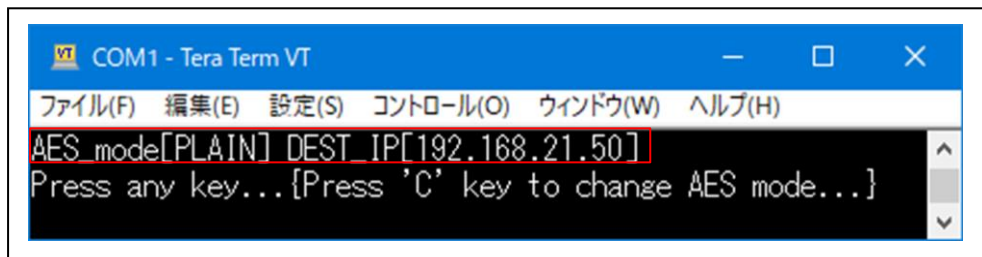 COM1 - Tera Term VT
ファイル(F) 編集(E) 設定(S) コントロール(O) ウィンドウ(W) ヘルプ(H)
AES_mode[PLAIN] DEST_IP[192.168.21.50]
Press any key...{Press 'C' key to change AES mode...}